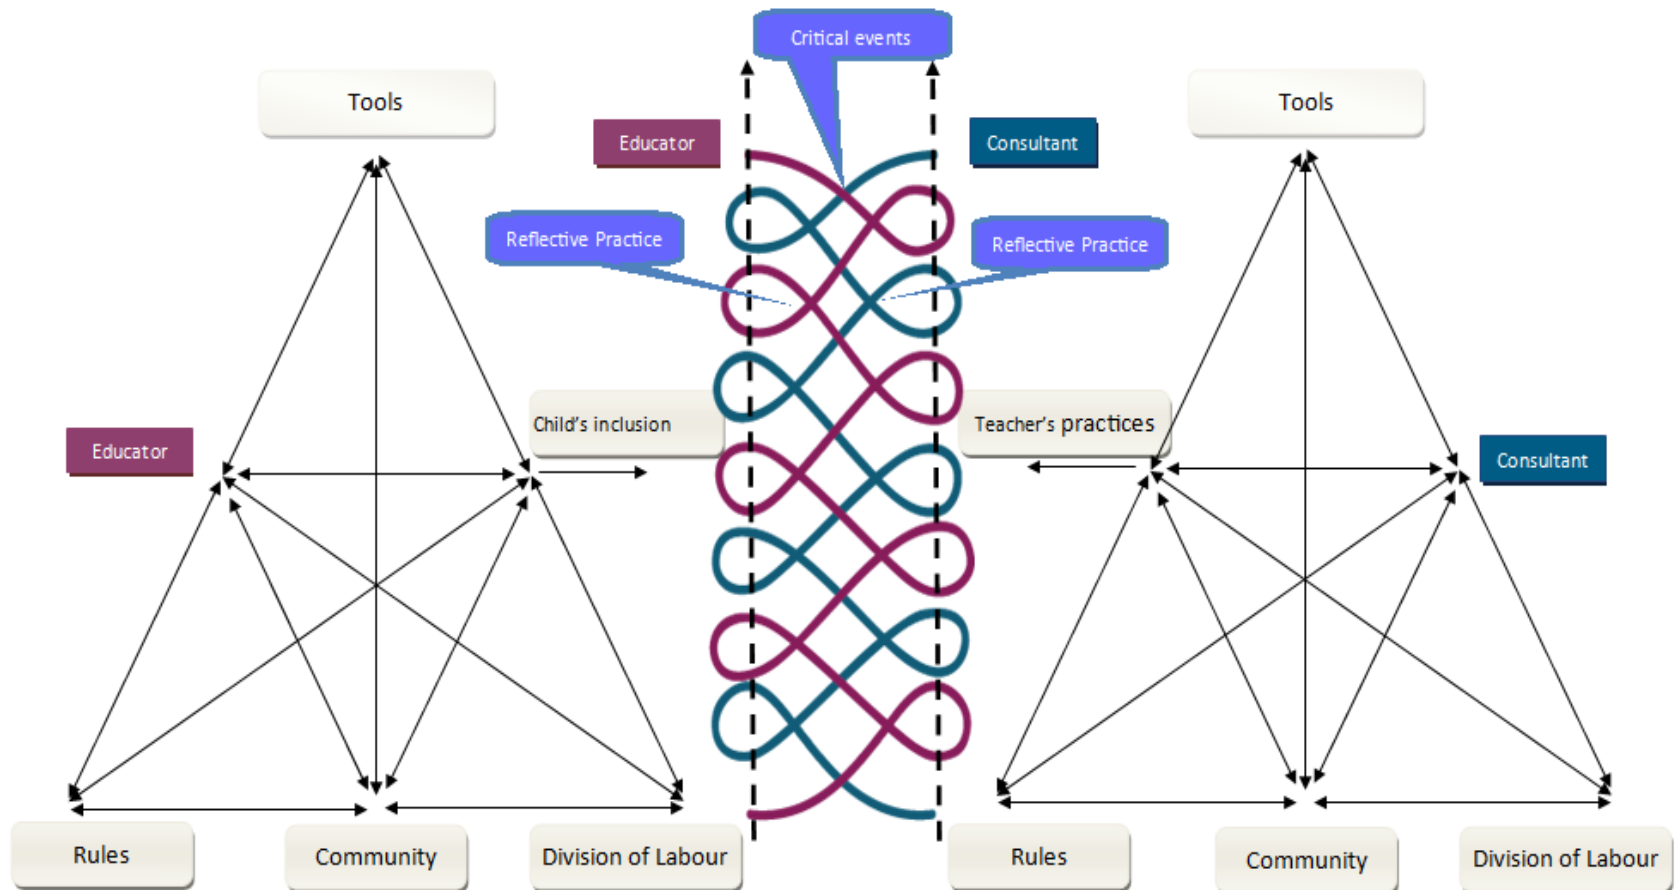 Critical events
Tools
Tools
Educator
Consultant
Reflective Practice
Reflective Practice
Child's inclusion
Teacher's practices
Educator
Consultant
Rules
Community
Division of Labour
Rules
Community
Division of Labour